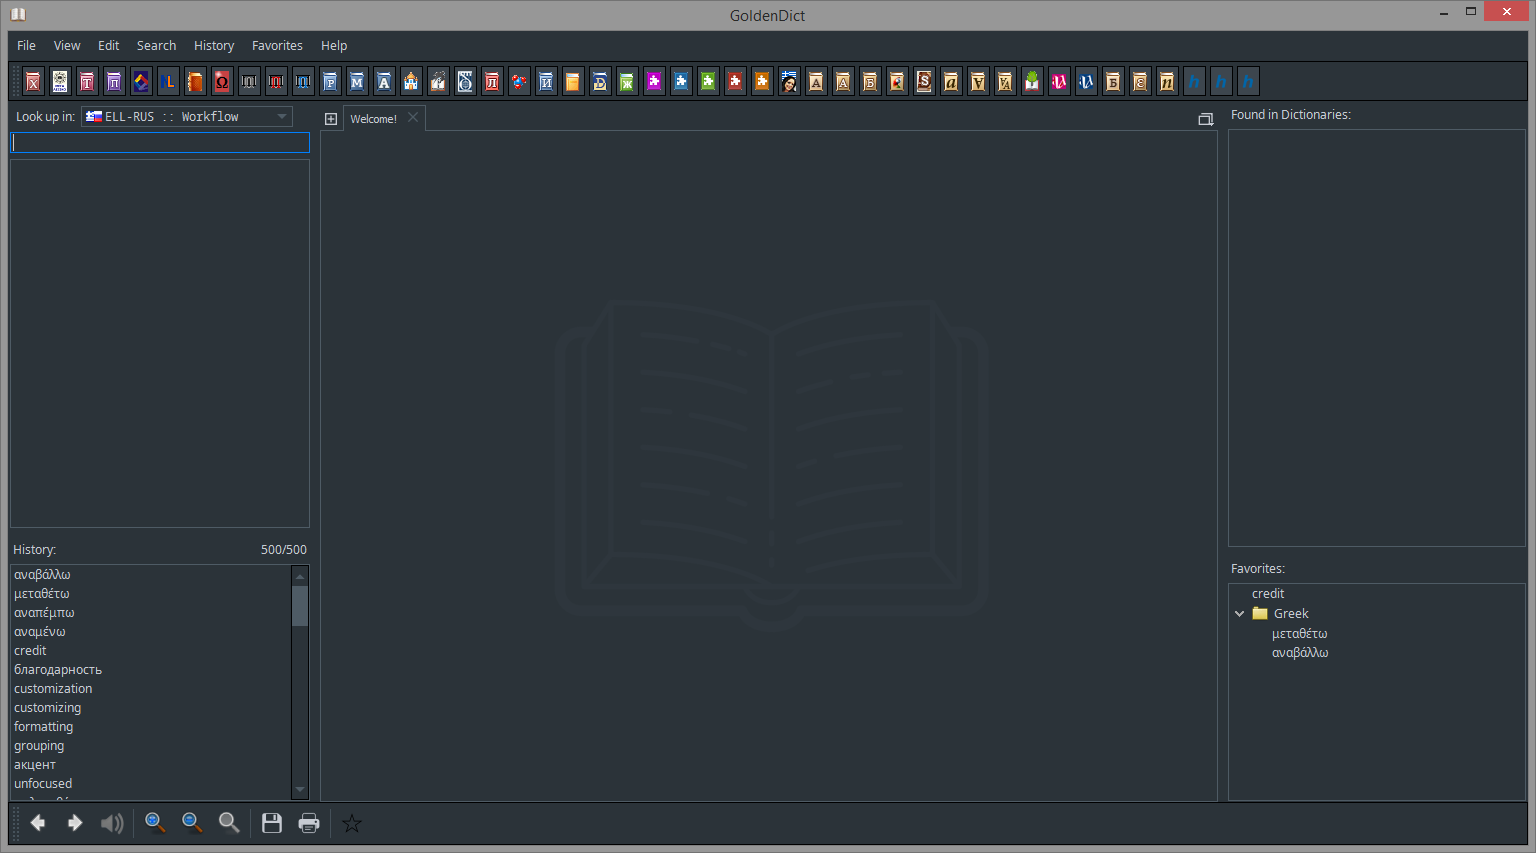 GoldenDict
File View Edit Search History Favorites Help
Look up in: ELL-RUS :: Workflow
Welcome!
Found in Dictionaries:
History: 500/500
αναβάλλω
μεταθέτω
αναπέμπω
αναμένω
credit
благодарность
customization
customizing
formatting
grouping
акцент
unfocused
Favorites:
credit
Greek
μεταθέτω
αναβάλλω